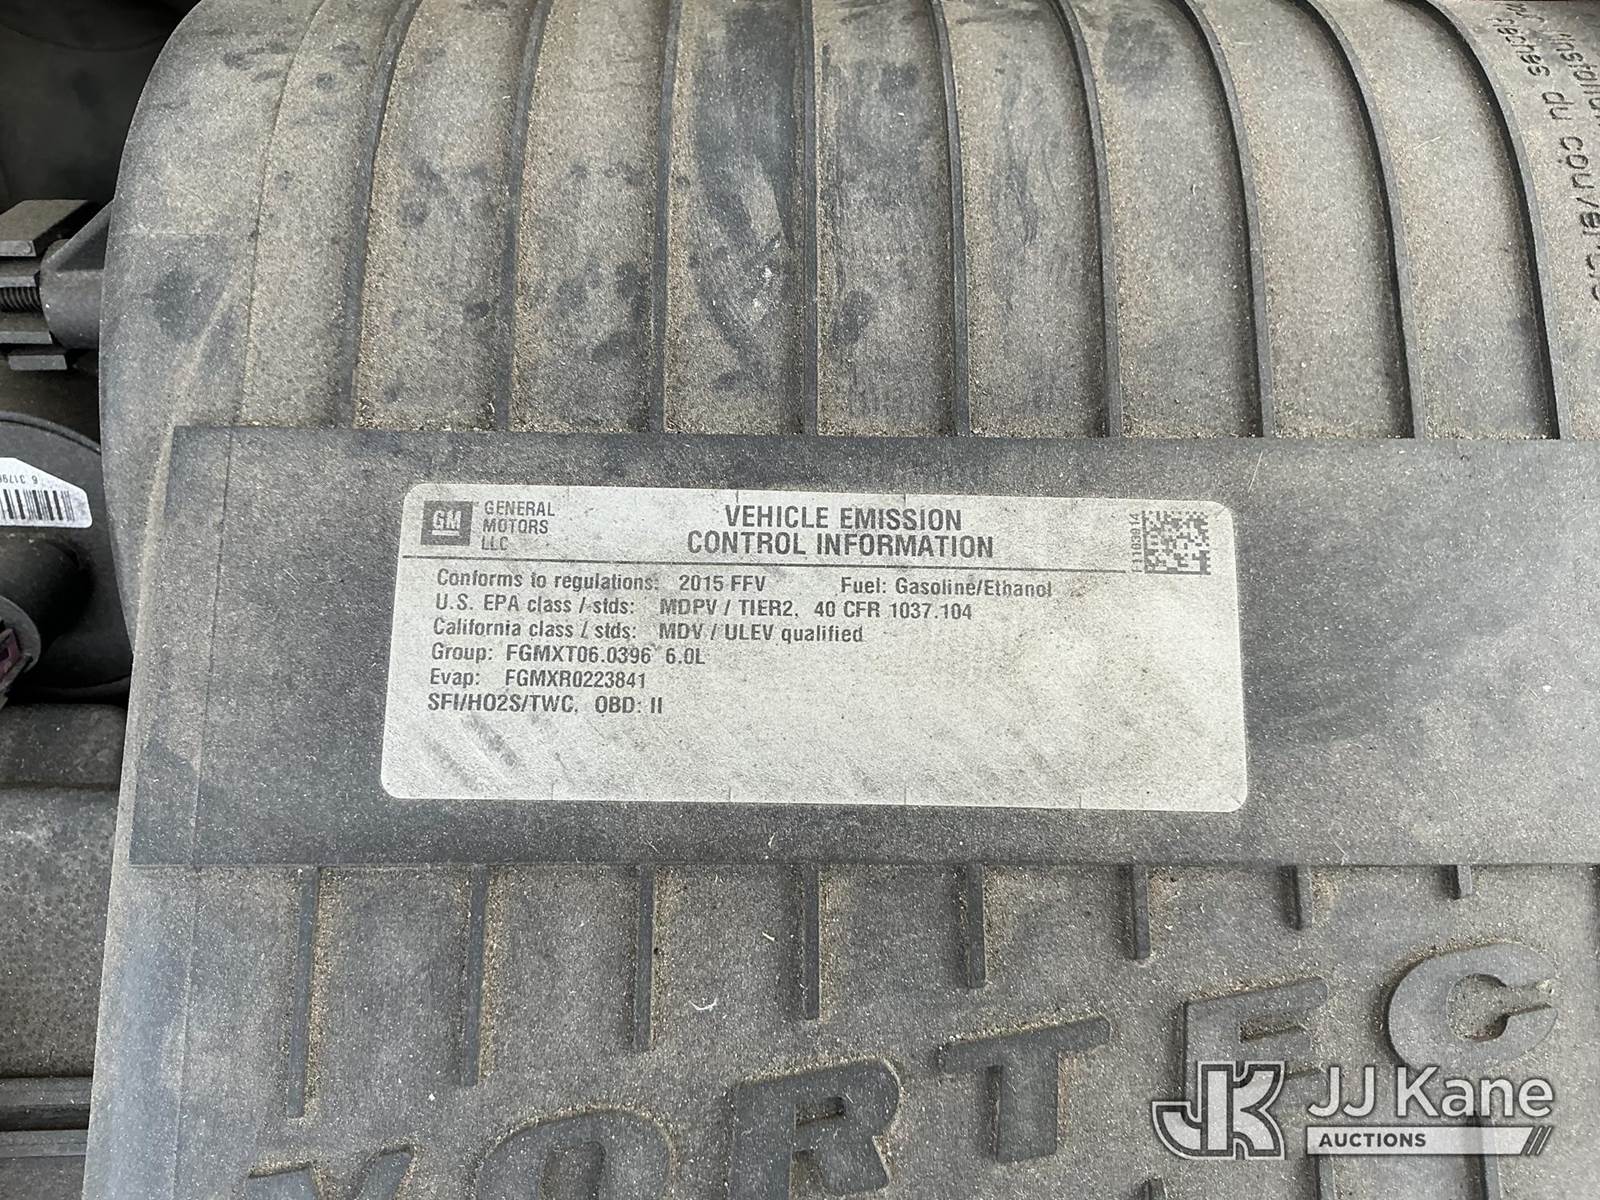 GM GENERAL
MOTORS
LLC
VEHICLE EMISSION
CONTROL INFORMATION
Conforms to regulations: 2015 FFV Fuel: Gasoline/Ethanol
U.S. EPA class / stds: MDPV / TIER2, 40 CFR 1037.104
California class / stds: MDV / ULEV qualified
Group: FGMXT06.0396 6.0L
Evap: FGMXR0223841
SFI/HO2S/TWC, OBD: II
VORTEC
JK JJ Kane
AUCTIONS